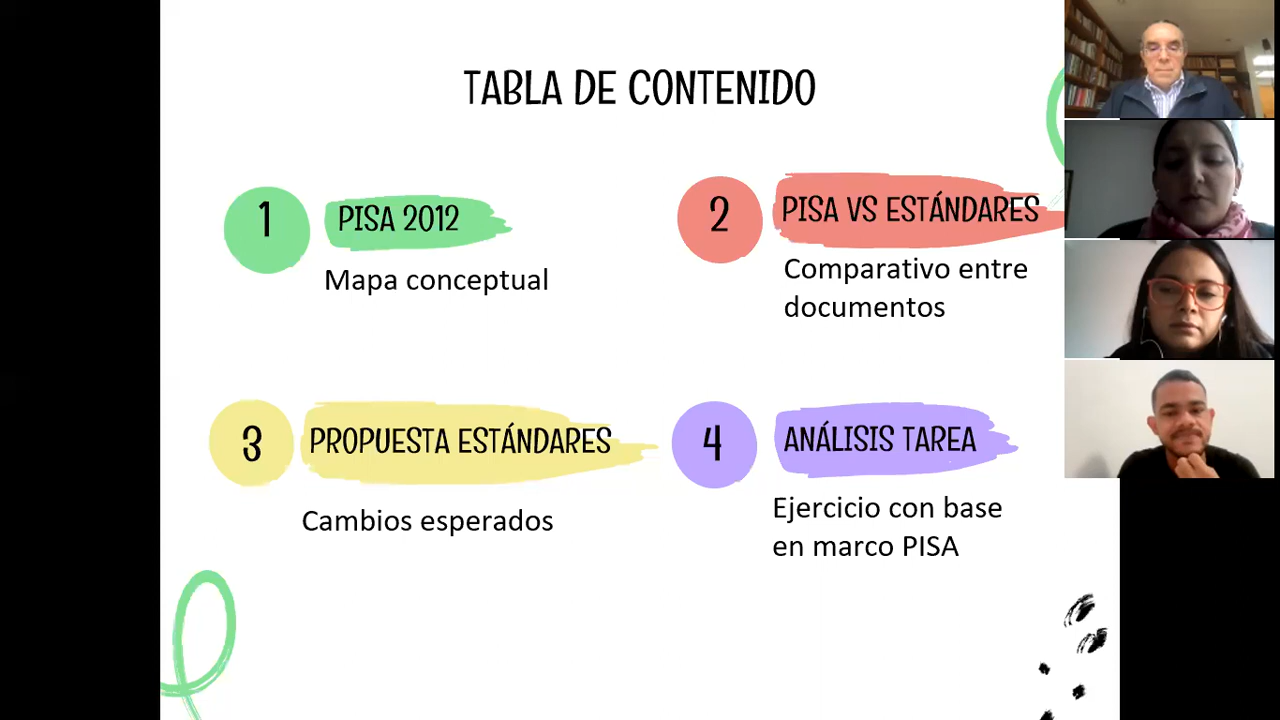 TABLA DE CONTENIDO
1
PISA 2012
Mapa conceptual
2
PISA VS ESTÁNDARES
Comparativo entre
documentos
3
PROPUESTA ESTÁNDARES
Cambios esperados
4
ANÁLISIS TAREA
Ejercicio con base
en marco PISA